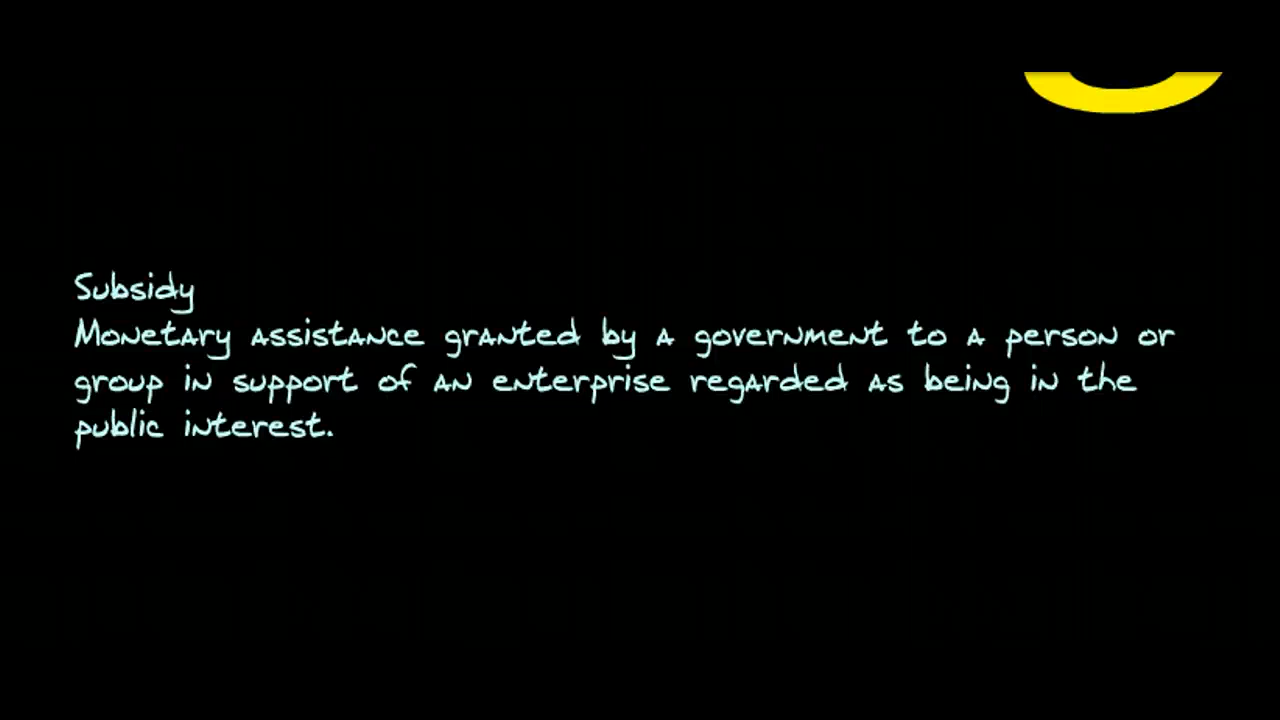 Subsidy
Monetary assistance granted by a government to a person or
group in support of an enterprise regarded as being in the
public interest.